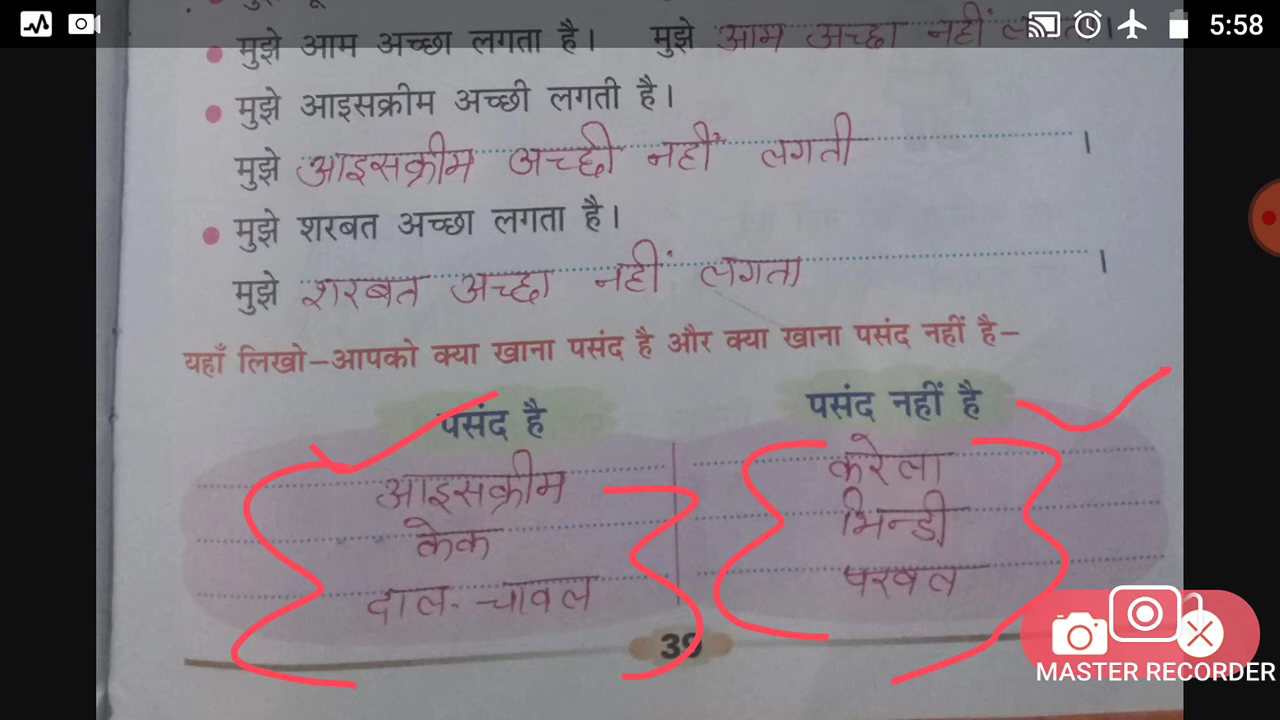 5:58
मुझे आम अच्छा लगता है। मुझे आम अच्छा नहीं
मुझे आइसक्रीम अच्छी लगती है।
मुझे आइसक्रीम अच्छी नहीं लगती ।
मुझे शरबत अच्छा लगता है।
मुझे शरबत अच्छा नहीं लगता ।
यहाँ लिखो–आपको क्या खाना पसंद है और क्या खाना पसंद नहीं है–
पसंद है पसंद नहीं है
आइसक्रीम करेला
केक भिन्डी
दाल-चावल परवल
39
MASTER RECORDER